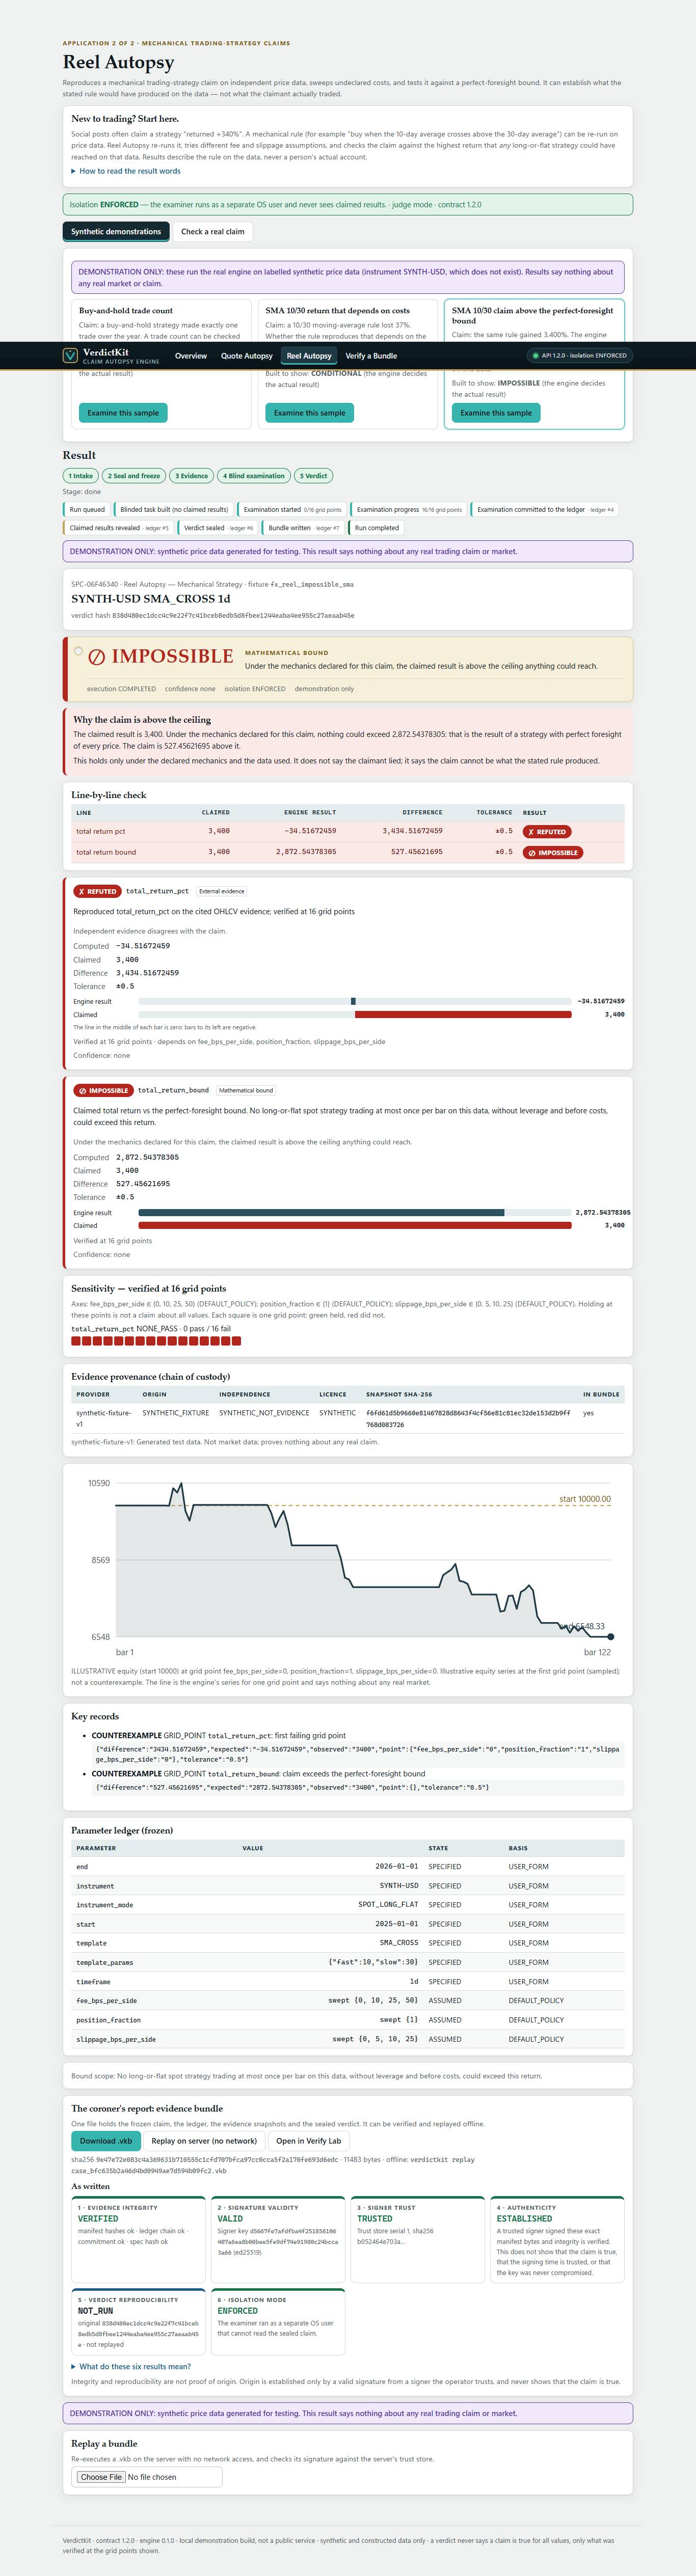 APPLICATION 2 OF 2 · MECHANICAL TRADING-STRATEGY CLAIMS
Reel Autopsy
Reproduces a mechanical trading-strategy claim on independent price data, sweeps undeclared costs, and tests it against a perfect-foresight bound. It can establish what the
stated rule would have produced on the data — not what the claimant actually traded.
New to trading? Start here.
Social posts often claim a strategy "returned +340%". A mechanical rule (for example "buy when the 10-day average crosses above the 30-day average") can be re-run on
price data. Reel Autopsy re-runs it, tries different fee and slippage assumptions, and checks the claim against the highest return that any long-or-flat strategy could have
reached on that data. Results describe the rule on the data, never a person's actual account.
▶ How to read the result words
Isolation ENFORCED — the examiner runs as a separate OS user and never sees claimed results. · judge mode · contract 1.2.0
Synthetic demonstrations
Check a real claim
DEMONSTRATION ONLY: these run the real engine on labelled synthetic price data (instrument SYNTH-USD, which does not exist). Results say nothing about
any real market or claim.
Buy-and-hold trade count
Claim: a buy-and-hold strategy made exactly one
trade over the year. A trade count can be checked
SMA 10/30 return that depends on costs
Claim: a 10/30 moving-average rule lost 37%.
Whether the rule reproduces that depends on the
SMA 10/30 claim above the perfect-foresight
bound
Claim: the same rule gained 3,400%. The engine
VerdictKit
CLAIM AUTOPSY ENGINE
Overview
Quote Autopsy
Reel Autopsy
Verify a Bundle
API 1.2.0 · isolation ENFORCED
the actual result)
Examine this sample
Built to show: CONDITIONAL (the engine decides
the actual result)
Examine this sample
Built to show: IMPOSSIBLE (the engine decides
the actual result)
Examine this sample
Result
1 Intake
2 Seal and freeze
3 Evidence
4 Blind examination
5 Verdict
Stage: done
Run queued
Blinded task built (no claimed results)
Examination started 0/16 grid points
Examination progress 16/16 grid points
Examination committed to the ledger · ledger #4
Claimed results revealed · ledger #5
Verdict sealed · ledger #6
Bundle written · ledger #7
Run completed
DEMONSTRATION ONLY: synthetic price data generated for testing. This result says nothing about any real trading claim or market.
SPC-06F46340 · Reel Autopsy — Mechanical Strategy · fixture fx_reel_impossible_sma
SYNTH-USD SMA_CROSS 1d
verdict hash 838d480ec1dcc4c9e22f7c41bceb8edb5d8fbee1244eaba4ee955c27aeaab45e
IMPOSSIBLE
MATHEMATICAL BOUND
Under the mechanics declared for this claim, the claimed result is above the ceiling anything could reach.
execution COMPLETED confidence none isolation ENFORCED demonstration only
Why the claim is above the ceiling
The claimed result is 3,400. Under the mechanics declared for this claim, nothing could exceed 2,872.54378305: that is the result of a strategy with perfect foresight
of every price. The claim is 527.45621695 above it.
This holds only under the declared mechanics and the data used. It does not say the claimant lied; it says the claim cannot be what the stated rule produced.
Line-by-line check
LINE CLAIMED ENGINE RESULT DIFFERENCE TOLERANCE RESULT
total return pct 3,400 −34.51672459 3,434.51672459 ±0.5 ✗ REFUTED
total return bound 3,400 2,872.54378305 527.45621695 ±0.5 IMPOSSIBLE
✗ REFUTED total_return_pct External evidence
Reproduced total_return_pct on the cited OHLCV evidence; verified at 16 grid points
Independent evidence disagrees with the claim.
Computed −34.51672459
Claimed 3,400
Difference 3,434.51672459
Tolerance ±0.5
Engine result −34.51672459
Claimed 3,400
The line in the middle of each bar is zero: bars to its left are negative.
Verified at 16 grid points · depends on fee_bps_per_side, position_fraction, slippage_bps_per_side
Confidence: none
IMPOSSIBLE total_return_bound Mathematical bound
Claimed total return vs the perfect-foresight bound. No long-or-flat spot strategy trading at most once per bar on this data, without leverage and before costs,
could exceed this return.
Under the mechanics declared for this claim, the claimed result is above the ceiling anything could reach.
Computed 2,872.54378305
Claimed 3,400
Difference 527.45621695
Tolerance ±0.5
Engine result 2,872.54378305
Claimed 3,400
Verified at 16 grid points
Confidence: none
Sensitivity — verified at 16 grid points
Axes: fee_bps_per_side ∈ {0, 10, 25, 50} (DEFAULT_POLICY); position_fraction ∈ {1} (DEFAULT_POLICY); slippage_bps_per_side ∈ {0, 5, 10, 25} (DEFAULT_POLICY). Holding at
these points is not a claim about all values. Each square is one grid point: green held, red did not.
total_return_pct NONE_PASS · 0 pass / 16 fail
Evidence provenance (chain of custody)
PROVIDER ORIGIN INDEPENDENCE LICENCE SNAPSHOT SHA-256 IN BUNDLE
synthetic-fixture- SYNTHETIC_FIXTURE SYNTHETIC_NOT_EVIDENCE SYNTHETIC f6fd61d5b9660e81467828d8643f4cf56e81c81ec32de153d2b9ff yes
v1 768d083726
synthetic-fixture-v1: Generated test data. Not market data; proves nothing about any real claim.
10590
start 10000.00
8569
6548
bar 1
bar 122
ILLUSTRATIVE equity (start 10000) at grid point fee_bps_per_side=0, position_fraction=1, slippage_bps_per_side=0. Illustrative equity series at the first grid point (sampled);
not a counterexample. The line is the engine's series for one grid point and says nothing about any real market.
Key records
• COUNTEREXAMPLE GRID_POINT total_return_pct: first failing grid point
{"difference":"3434.51672459","expected":"−34.51672459","observed":"3400","point":{"fee_bps_per_side":"0","position_fraction":"1","slippa
ge_bps_per_side":"0"},"tolerance":"0.5"}
• COUNTEREXAMPLE GRID_POINT total_return_bound: claim exceeds the perfect-foresight bound
{"difference":"527.45621695","expected":"2872.54378305","observed":"3400","point":{},"tolerance":"0.5"}
Parameter ledger (frozen)
PARAMETER VALUE STATE BASIS
end 2026-01-01 SPECIFIED USER_FORM
instrument SYNTH-USD SPECIFIED USER_FORM
instrument_mode SPOT_LONG_FLAT SPECIFIED USER_FORM
start 2025-01-01 SPECIFIED USER_FORM
template SMA_CROSS SPECIFIED USER_FORM
template_params {"fast":10,"slow":30} SPECIFIED USER_FORM
timeframe 1d SPECIFIED USER_FORM
fee_bps_per_side swept {0, 10, 25, 50} ASSUMED DEFAULT_POLICY
position_fraction swept {1} ASSUMED DEFAULT_POLICY
slippage_bps_per_side swept {0, 5, 10, 25} ASSUMED DEFAULT_POLICY
Bound scope: No long-or-flat spot strategy trading at most once per bar on this data, without leverage and before costs, could exceed this return.
The coroner's report: evidence bundle
One file holds the frozen claim, the ledger, the evidence snapshots and the sealed verdict. It can be verified and replayed offline.
Download .vkb
Replay on server (no network)
Open in Verify Lab
sha256 9e47e72e083c4a369631b710555c1cfd707bfca97cc0cca5f2a170fe693d6edc · 11483 bytes · offline: verdictkit replay
case_bfc635b2a46d4bd0949ae7d594b09fc2.vkb
As written
1 · EVIDENCE INTEGRITY
VERIFIED
manifest hashes ok · ledger chain ok ·
commitment ok · spec hash ok
2 · SIGNATURE VALIDITY
VALID
Signer key d5667fe7afdfba4f251856106
407a6ea8b00bee5fe9df74e91980c24bcca
3a66 (ed25519)
3 · SIGNER TRUST
TRUSTED
Trust store serial 1, sha256
b052464e703a…
4 · AUTHENTICITY
ESTABLISHED
A trusted signer signed these exact
manifest bytes and integrity is verified.
This does not show that the claim is true,
that the signing time is trusted, or that
the key was never compromised.
5 · VERDICT REPRODUCIBILITY
NOT_RUN
original 838d480ec1dcc4c9e22f7c41bceb
8edb5d8fbee1244eaba4ee955c27aeaab45
e · not replayed
6 · ISOLATION MODE
ENFORCED
The examiner ran as a separate OS user
that cannot read the sealed claim.
▶ What do these six results mean?
Integrity and reproducibility are not proof of origin. Origin is established only by a valid signature from a signer the operator trusts, and never shows that the claim is true.
DEMONSTRATION ONLY: synthetic price data generated for testing. This result says nothing about any real trading claim or market.
Replay a bundle
Re-executes a .vkb on the server with no network access, and checks its signature against the server's trust store.
Choose File No file chosen
VerdictKit · contract 1.2.0 · engine 0.1.0 · local demonstration build, not a public service · synthetic and constructed data only · a verdict never says a claim is true for all values, only what was
verified at the grid points shown.